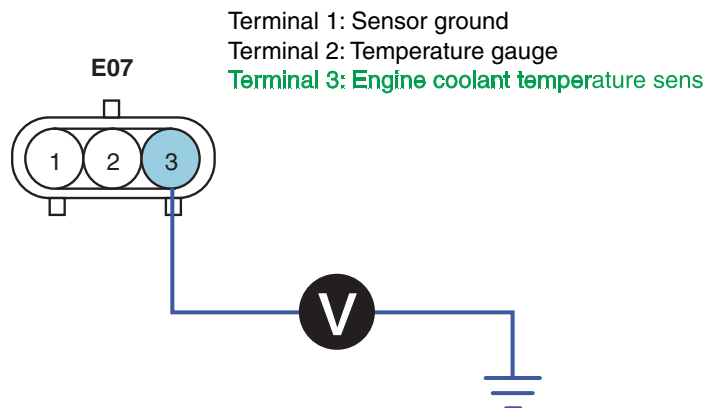 Terminal 1: Sensor ground
Terminal 2: Temperature gauge
E07
Terminal 3: Engine coolant temperature sens
1 2 3
V